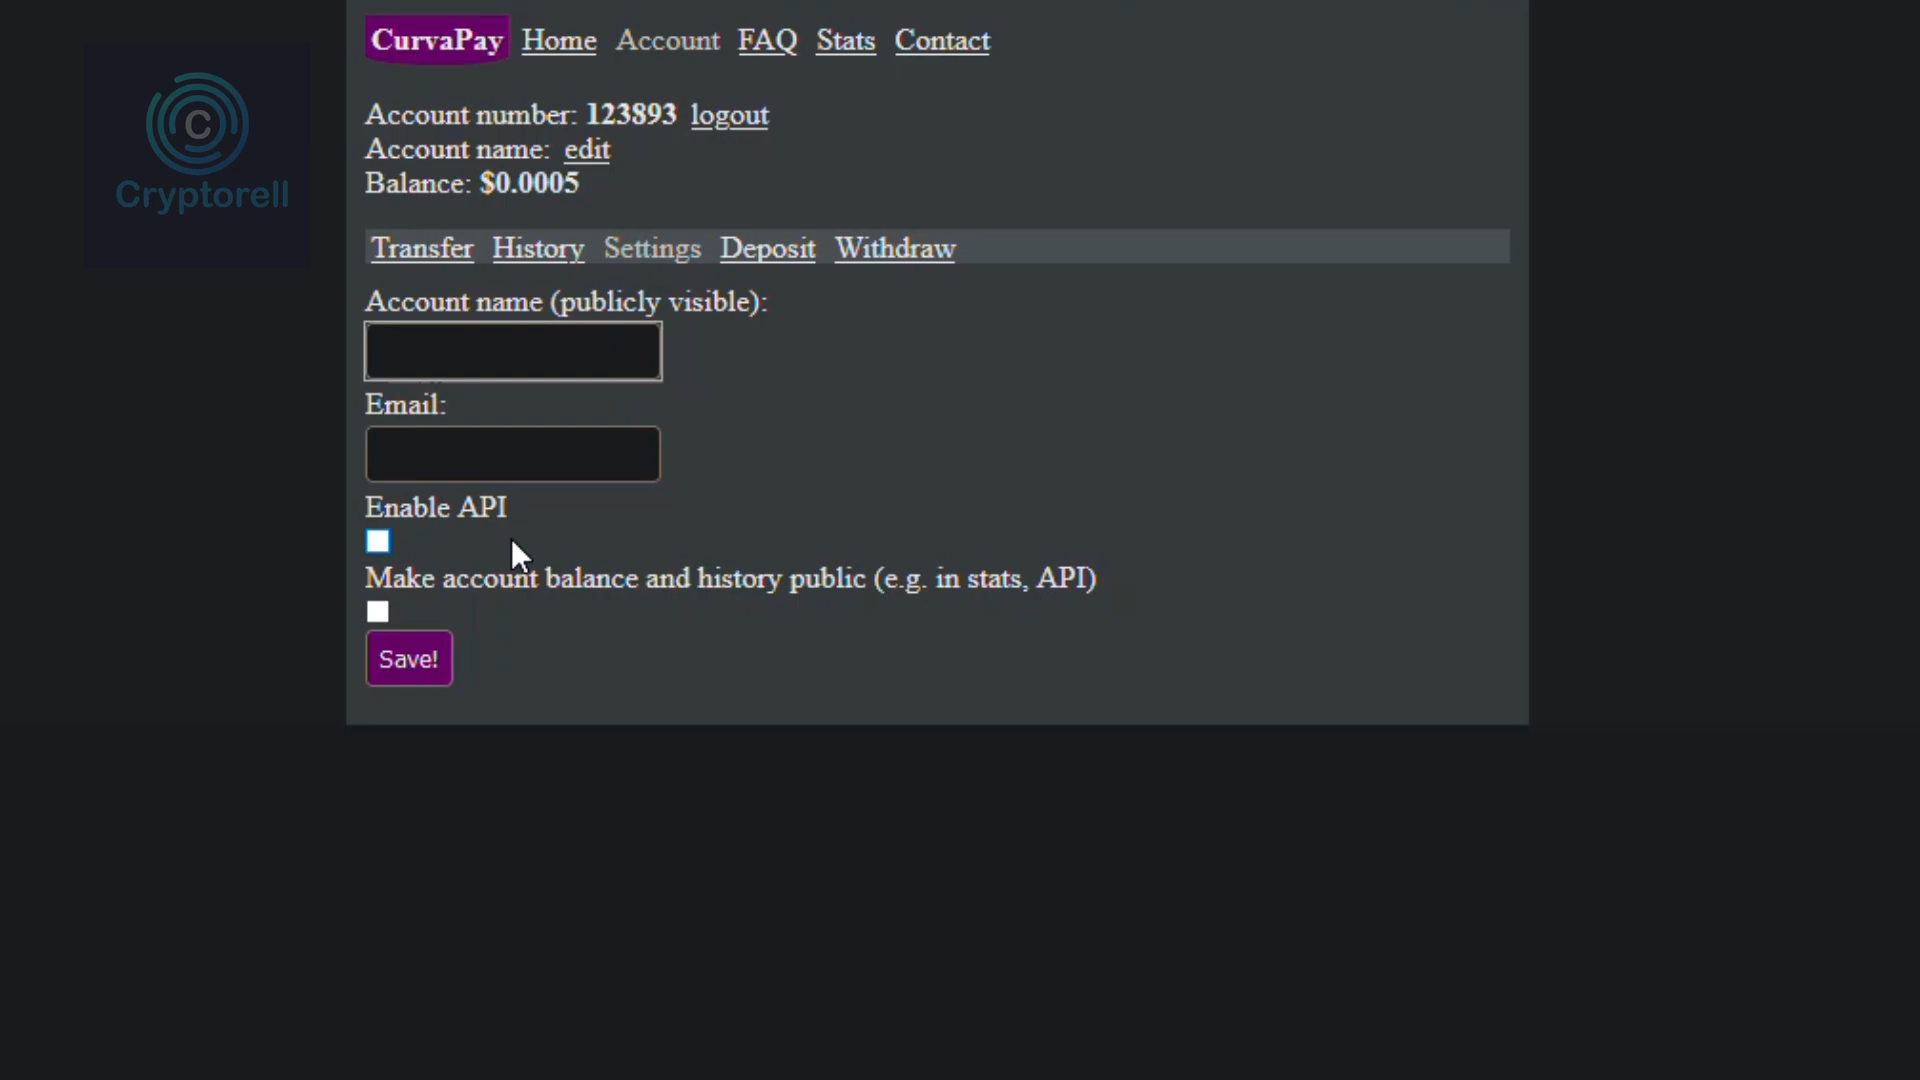 CurvaPay Home Account FAQ Stats Contact
C
Cryptorell
Account number: 123893 logout
Account name: edit
Balance: $0.0005
Transfer History Settings Deposit Withdraw
Account name (publicly visible):
Email:
Enable API
Make account balance and history public (e.g. in stats, API)
Save!